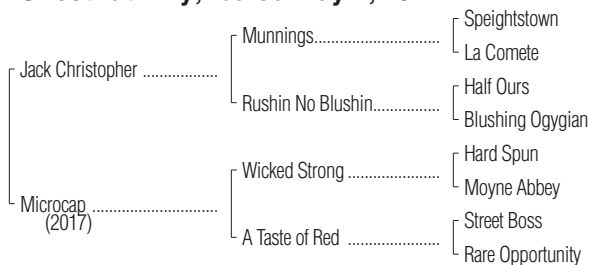 Speightstown
Munnings
La Comete
Jack Christopher
Half Ours
Rushin No Blushin
Blushing Ogygian
Hard Spun
Wicked Strong
Moyne Abbey
Microcap
(2017)
Street Boss
A Taste of Red
Rare Opportunity